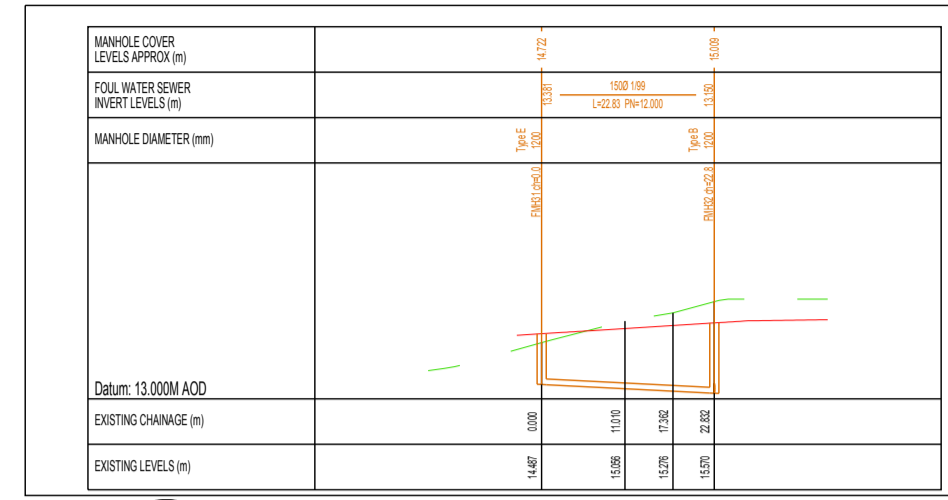 MANHOLE COVER
LEVELS APPROX (m)
14.722
15.009
FOUL WATER SEWER
INVERT LEVELS (m)
13.381
150Ø 1/99
L=22.83 PN=12.000
13.150
MANHOLE DIAMETER (mm)
Type E
1200
Type B
1200
FMH31 ch=0.0
FMH32 ch=22.8
Datum: 13.000M AOD
EXISTING CHAINAGE (m)
0.000
11.010
17.362
22.832
EXISTING LEVELS (m)
14.487
15.056
15.276
15.570